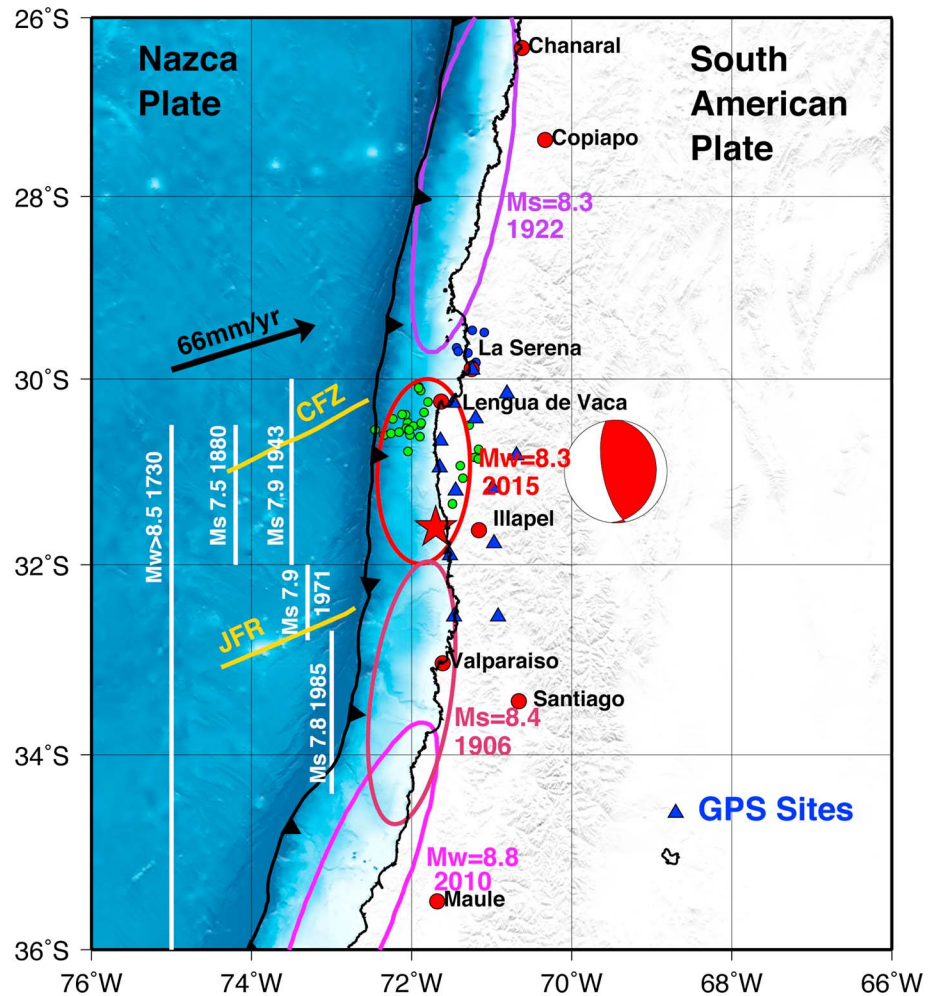 26°S
28°S
30°S
32°S
34°S
36°S
76°W
74°W
72°W
70°W
68°W
66°W
Nazca
Plate
South
American
Plate
Chanaral
Copiapo
Ms=8.3
1922
66mm/yr
La Serena
CFZ
Lengua de Vaca
Mw>8.5 1730
Ms 7.5 1880
Ms 7.9 1943
Mw=8.3
2015
Illapel
Ms 7.9
1971
JFR
Ms 7.8 1985
Valparaiso
Santiago
Ms=8.4
1906
GPS Sites
Mw=8.8
2010
Maule